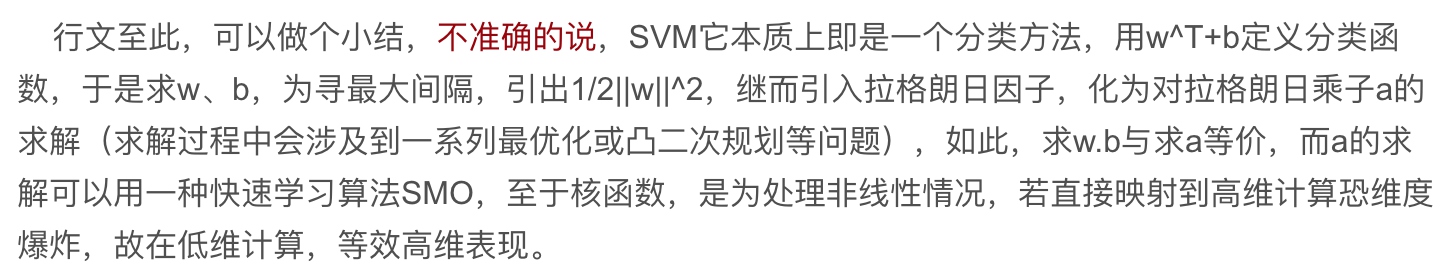 行文至此，可以做个小结，不准确的说，SVM它本质上即是一个分类方法，用w^T+b定义分类函
数，于是求w、b，为寻最大间隔，引出1/2||w||^2，继而引入拉格朗日因子，化为对拉格朗日乘子a的
求解（求解过程中会涉及到一系列最优化或凸二次规划等问题），如此，求w.b与求a等价，而a的求
解可以用一种快速学习算法SMO，至于核函数，是为处理非线性情况，若直接映射到高维计算恐维度
爆炸，故在低维计算，等效高维表现。